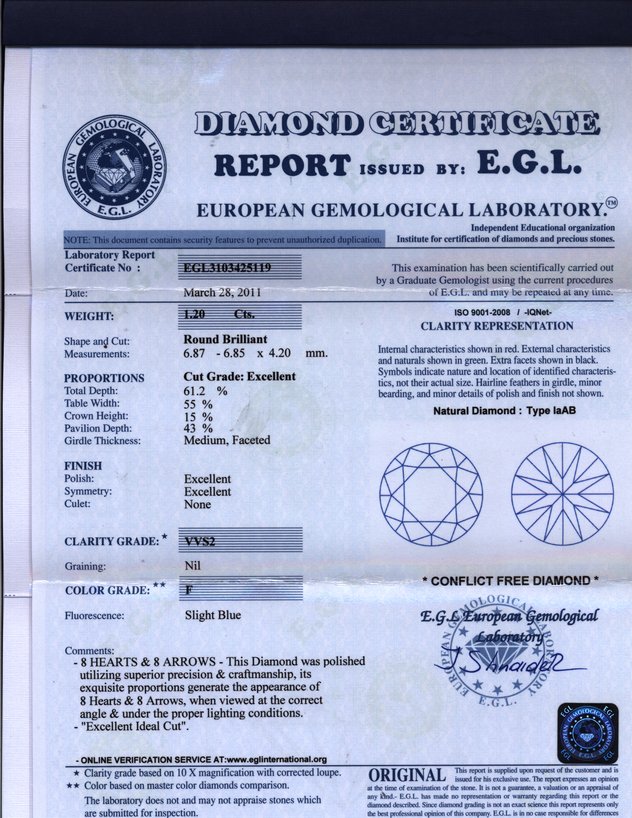 DIAMOND CERTIFICATE
REPORT ISSUED BY: E.G.L.
EUROPEAN GEMOLOGICAL LABORATORY.™
EUROPEAN GEMOLOGICAL LABORATORY
E.G.L.
Independent Educational organization
Institute for certification of diamonds and precious stones.
NOTE: This document contains security features to prevent unauthorized duplication.
Laboratory Report
Certificate No : EGL3103425119
Date: March 28, 2011
WEIGHT: 1.20 Cts.
Shape and Cut: Round Brilliant
Measurements: 6.87 - 6.85 x 4.20 mm.
PROPORTIONS Cut Grade: Excellent
Total Depth: 61.2 %
Table Width: 55 %
Crown Height: 15 %
Pavilion Depth: 43 %
Girdle Thickness: Medium, Faceted
FINISH
Polish: Excellent
Symmetry: Excellent
Culet: None
CLARITY GRADE: * VVS2
Graining: Nil
COLOR GRADE: ** F
Fluorescence: Slight Blue
Comments:
- 8 HEARTS & 8 ARROWS - This Diamond was polished
utilizing superior precision & craftmanship, its
exquisite proportions generate the appearance of
8 Hearts & 8 Arrows, when viewed at the correct
angle & under the proper lighting conditions.
- "Excellent Ideal Cut".
- ONLINE VERIFICATION SERVICE AT:www.eglinternational.org
* Clarity grade based on 10 X magnification with corrected loupe.
** Color based on master color diamonds comparison.
The laboratory does not and may not appraise stones which
are submitted for inspection.
This examination has been scientifically carried out
by a Graduate Gemologist using the current procedures
of E.G.L. and may be repeated at any time.
ISO 9001-2008 / -IQNet-
CLARITY REPRESENTATION
Internal characteristics shown in red. External characteristics
and naturals shown in green. Extra facets shown in black.
Symbols indicate nature and location of identified characteris-
tics, not their actual size. Hairline feathers in girdle, minor
bearding, and minor details of polish and finish not shown.
Natural Diamond : Type IaAB
* CONFLICT FREE DIAMOND *
E.G.L European Gemological
Laboratory
EUROPEAN GEMOLOGICAL LABORATORY
E.G.L.
J Shnaider
EGL EGL
ORIGINAL
This report is supplied upon request of the customer and is
issued for his exclusive use. The report expresses an opinion
at the time of examination of the stone. It is not a guarantee, a valuation or an appraisal of
any kind.- E.G.L. has made no representation or warranty regarding this report or the
diamond described. Since diamond grading is not an exact science this report represents only
the best professional opinion of this company. E.G.L. is in no case responsible for differences